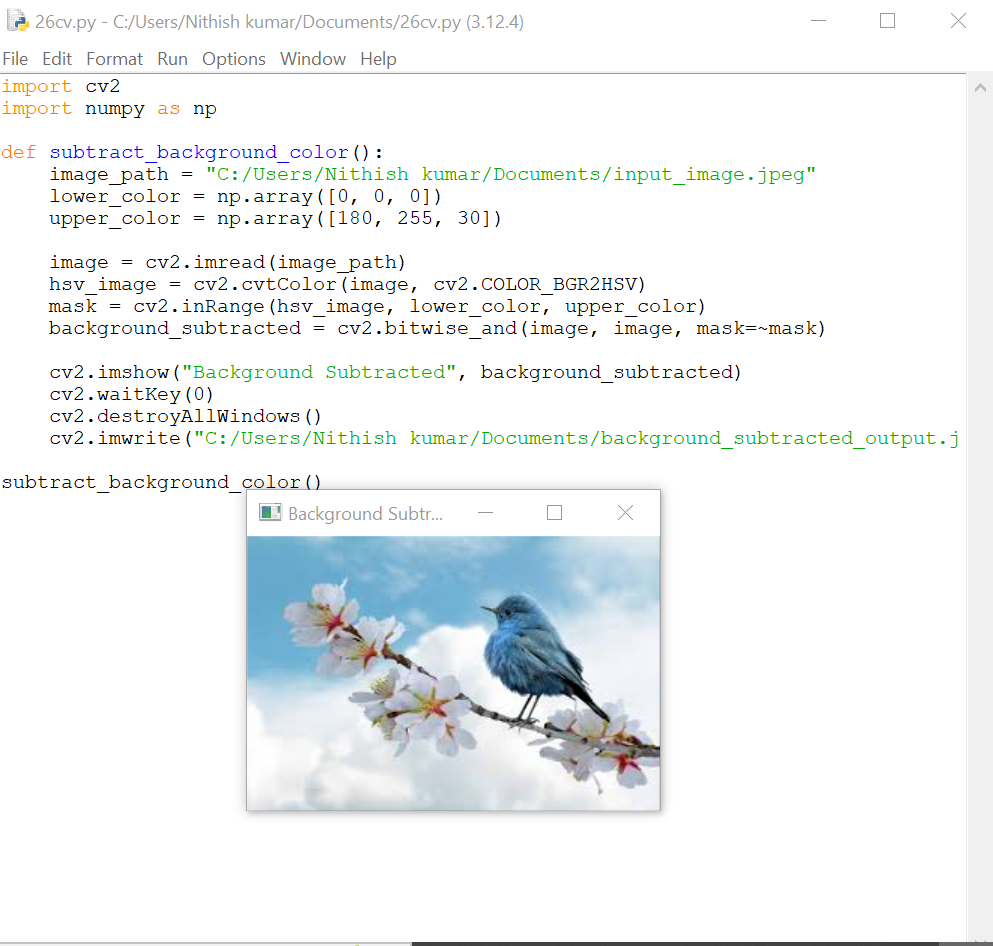 26cv.py - C:/Users/Nithish kumar/Documents/26cv.py (3.12.4)
File Edit Format Run Options Window Help
import cv2
import numpy as np
def subtract_background_color():
    image_path = "C:/Users/Nithish kumar/Documents/input_image.jpeg"
    lower_color = np.array([0, 0, 0])
    upper_color = np.array([180, 255, 30])
    image = cv2.imread(image_path)
    hsv_image = cv2.cvtColor(image, cv2.COLOR_BGR2HSV)
    mask = cv2.inRange(hsv_image, lower_color, upper_color)
    background_subtracted = cv2.bitwise_and(image, image, mask=~mask)
    cv2.imshow("Background Subtracted", background_subtracted)
    cv2.waitKey(0)
    cv2.destroyAllWindows()
    cv2.imwrite("C:/Users/Nithish kumar/Documents/background_subtracted_output.j
subtract_background_color()
Background Subtr...